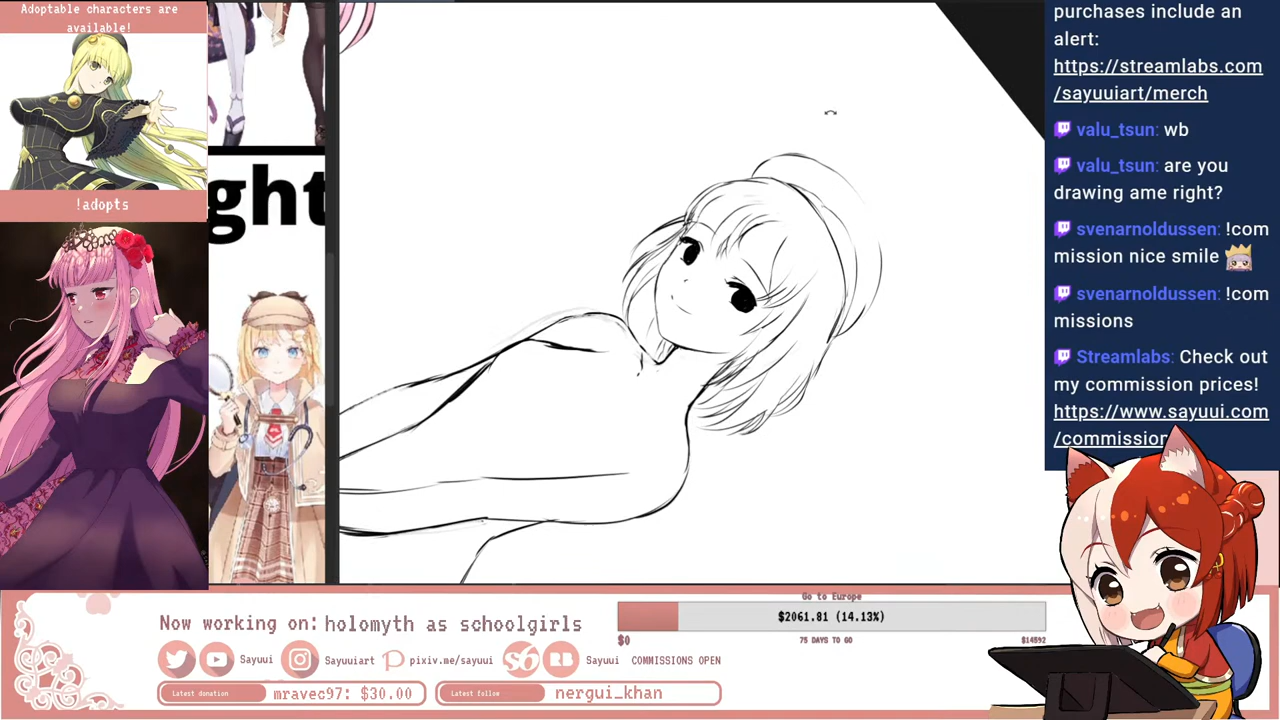 Adoptable characters are
available!
!adopts
ght
purchases include an
alert:
https://streamlabs.com
/sayuuiart/merch
valu_tsun: wb
valu_tsun: are you
drawing ame right?
svenarnoldussen: !com
mission nice smile
svenarnoldussen: !com
missions
Streamlabs: Check out
my commission prices!
https://www.sayuui.com
/commission
Now working on: holomyth as schoolgirls
Go to Europe
$2061.81 (14.13%)
$0
75 DAYS TO GO
$14592
Sayuui
Sayuuiart
pixiv.me/sayuui
S6
RB
Sayuui
COMMISSIONS OPEN
Latest donation
mravec97: $30.00
Latest follow
nergui_khan